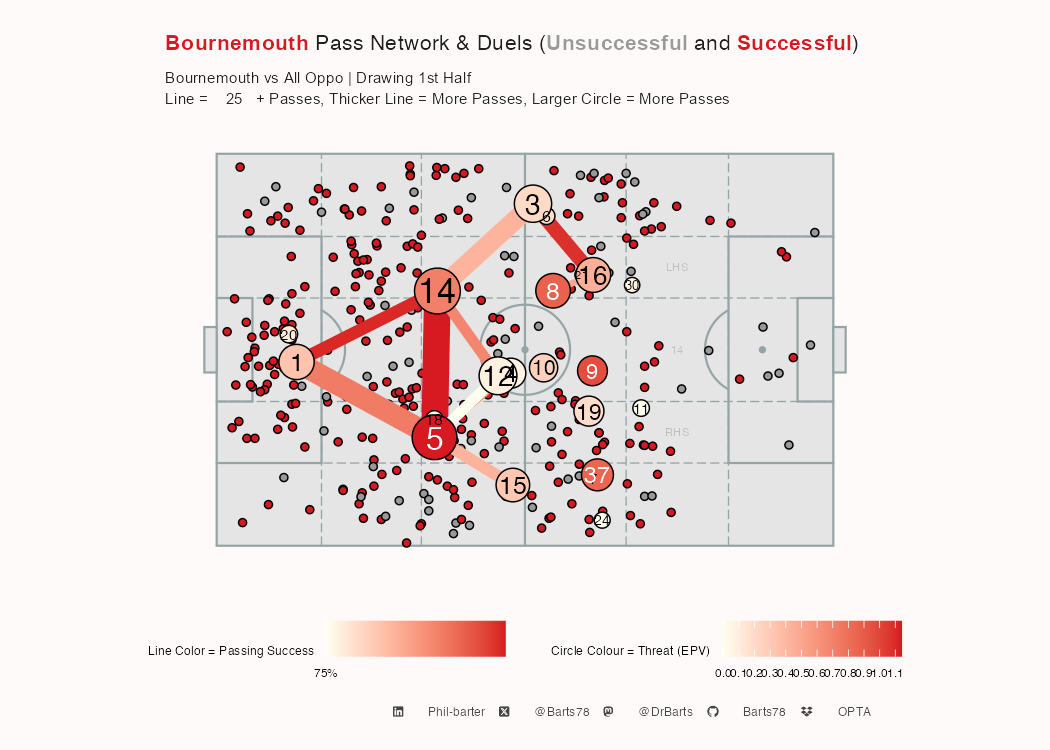 Bournemouth Pass Network & Duels (Unsuccessful and Successful)
Bournemouth vs All Oppo | Drawing 1st Half
Line = 25 + Passes, Thicker Line = More Passes, Larger Circle = More Passes
3
6
LHS
16
14
8
30
20
14
1
12
4
10
9
19
11
18
5
RHS
15
37
24
Line Color = Passing Success
75%
Circle Colour = Threat (EPV)
0.00.10.20.30.40.50.60.70.80.91.01.1
Phil-barter @Barts78 @DrBarts Barts78 OPTA